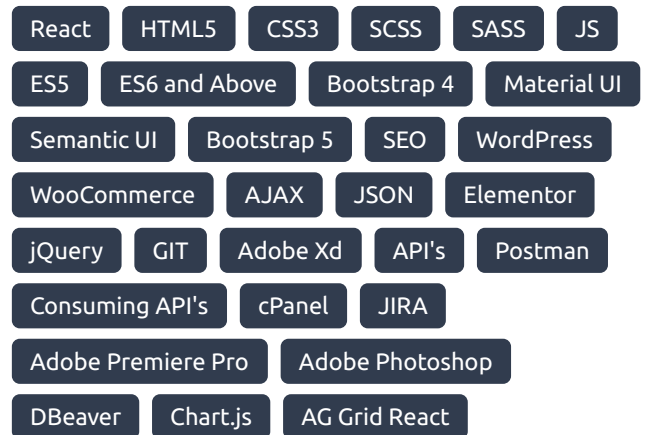 React HTML5 CSS3 SCSS SASS JS
ES5 ES6 and Above Bootstrap 4 Material UI
Semantic UI Bootstrap 5 SEO WordPress
WooCommerce AJAX JSON Elementor
jQuery GIT Adobe Xd API's Postman
Consuming API's cPanel JIRA
Adobe Premiere Pro Adobe Photoshop
DBeaver Chart.js AG Grid React